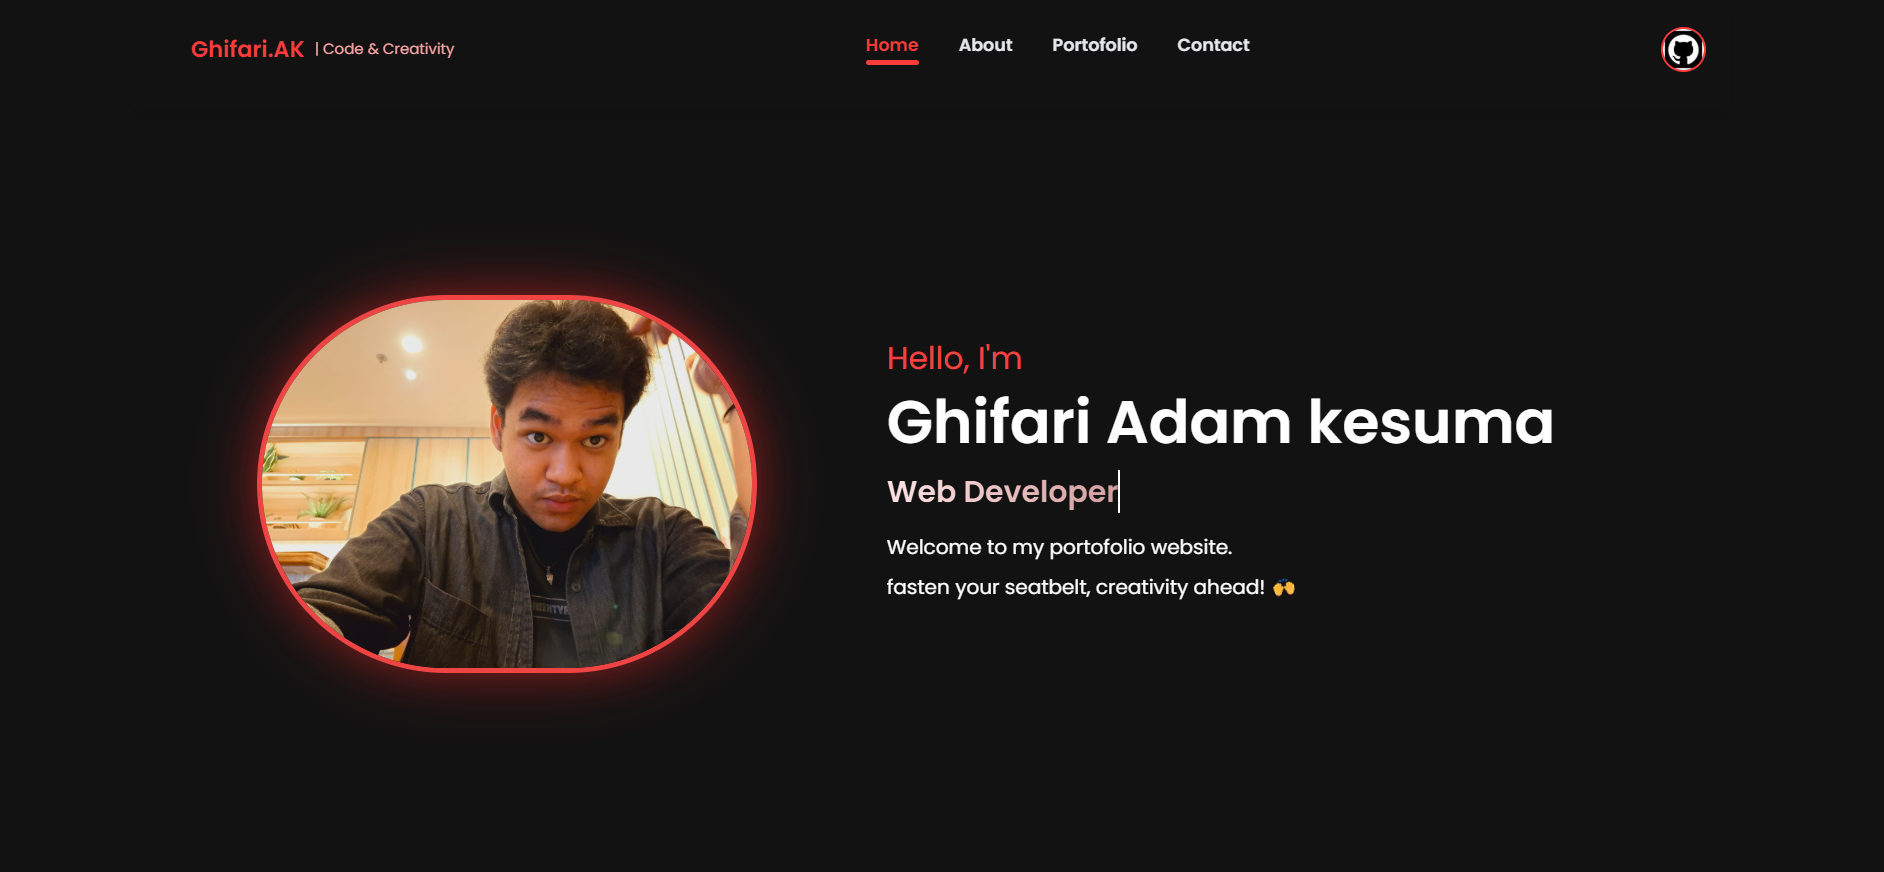 Ghifari.AK | Code & Creativity
Home About Portofolio Contact
Hello, I'm
Ghifari Adam kesuma
Web Developer
Welcome to my portofolio website.
fasten your seatbelt, creativity ahead! 🙌